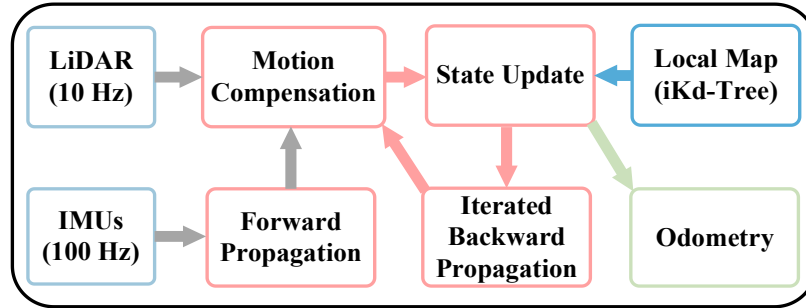 LiDAR
(10 Hz)
Motion
Compensation
State Update
Local Map
(iKd-Tree)
IMUs
(100 Hz)
Forward
Propagation
Iterated
Backward
Propagation
Odometry